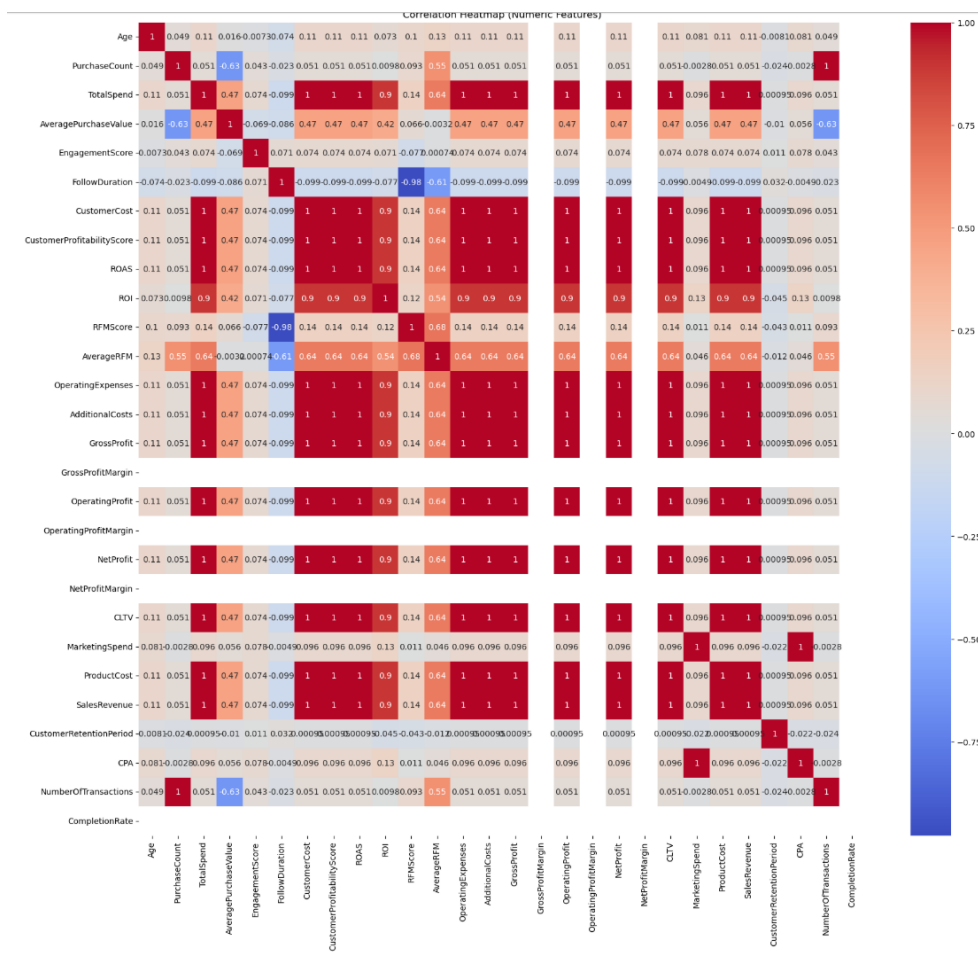 Correlation Heatmap (Numeric Features)
Age 1 0.049 0.11 0.016 -0.0073 -0.074 0.11 0.11 0.11 0.073 0.1 0.13 0.11 0.11 0.11 0.11 0.11 0.11 0.081 0.11 0.11 -0.0081 0.081 0.049
PurchaseCount 0.049 1 0.051 -0.63 0.043 -0.023 0.051 0.051 0.051 0.0098 0.093 0.55 0.051 0.051 0.051 0.051 0.051 0.051 -0.0028 0.051 0.051 -0.024 -0.0028 1
TotalSpend 0.11 0.051 1 0.47 0.074 -0.099 1 1 1 0.9 0.14 0.64 1 1 1 1 1 1 0.096 1 1 0.00095 0.096 0.051
AveragePurchaseValue 0.016 -0.63 0.47 1 -0.069 -0.086 0.47 0.47 0.47 0.42 0.066 -0.0032 0.47 0.47 0.47 0.47 0.47 0.47 0.056 0.47 0.47 -0.01 0.056 -0.63
EngagementScore -0.0073 0.043 0.074 -0.069 1 0.071 0.074 0.074 0.074 0.071 -0.077 0.00074 0.074 0.074 0.074 0.074 0.074 0.074 0.078 0.074 0.074 0.011 0.078 0.043
FollowDuration -0.074 -0.023 -0.099 -0.086 0.071 1 -0.099 -0.099 -0.099 -0.077 -0.98 -0.61 -0.099 -0.099 -0.099 -0.099 -0.099 -0.099 -0.0049 -0.099 -0.099 0.032 -0.0049 -0.023
CustomerCost 0.11 0.051 1 0.47 0.074 -0.099 1 1 1 0.9 0.14 0.64 1 1 1 1 1 1 0.096 1 1 0.00095 0.096 0.051
CustomerProfitabilityScore 0.11 0.051 1 0.47 0.074 -0.099 1 1 1 0.9 0.14 0.64 1 1 1 1 1 1 0.096 1 1 0.00095 0.096 0.051
ROAS 0.11 0.051 1 0.47 0.074 -0.099 1 1 1 0.9 0.14 0.64 1 1 1 1 1 1 0.096 1 1 0.00095 0.096 0.051
ROI 0.073 0.0098 0.9 0.42 0.071 -0.077 0.9 0.9 0.9 1 0.12 0.54 0.9 0.9 0.9 0.9 0.9 0.9 0.13 0.9 0.9 -0.045 0.13 0.0098
RFMScore 0.1 0.093 0.14 0.066 -0.077 -0.98 0.14 0.14 0.14 0.12 1 0.68 0.14 0.14 0.14 0.14 0.14 0.14 0.011 0.14 0.14 -0.043 0.011 0.093
AverageRFM 0.13 0.55 0.64 -0.0032 0.00074 -0.61 0.64 0.64 0.64 0.54 0.68 1 0.64 0.64 0.64 0.64 0.64 0.64 0.046 0.64 0.64 -0.012 0.046 0.55
OperatingExpenses 0.11 0.051 1 0.47 0.074 -0.099 1 1 1 0.9 0.14 0.64 1 1 1 1 1 1 0.096 1 1 0.00095 0.096 0.051
AdditionalCosts 0.11 0.051 1 0.47 0.074 -0.099 1 1 1 0.9 0.14 0.64 1 1 1 1 1 1 0.096 1 1 0.00095 0.096 0.051
GrossProfit 0.11 0.051 1 0.47 0.074 -0.099 1 1 1 0.9 0.14 0.64 1 1 1 1 1 1 0.096 1 1 0.00095 0.096 0.051
GrossProfitMargin
OperatingProfit 0.11 0.051 1 0.47 0.074 -0.099 1 1 1 0.9 0.14 0.64 1 1 1 1 1 1 0.096 1 1 0.00095 0.096 0.051
OperatingProfitMargin
NetProfit 0.11 0.051 1 0.47 0.074 -0.099 1 1 1 0.9 0.14 0.64 1 1 1 1 1 1 0.096 1 1 0.00095 0.096 0.051
NetProfitMargin
CLTV 0.11 0.051 1 0.47 0.074 -0.099 1 1 1 0.9 0.14 0.64 1 1 1 1 1 1 0.096 1 1 0.00095 0.096 0.051
MarketingSpend 0.081 -0.0028 0.096 0.056 0.078 -0.0049 0.096 0.096 0.096 0.13 0.011 0.046 0.096 0.096 0.096 0.096 0.096 0.096 1 0.096 0.096 -0.022 1 -0.0028
ProductCost 0.11 0.051 1 0.47 0.074 -0.099 1 1 1 0.9 0.14 0.64 1 1 1 1 1 1 0.096 1 1 0.00095 0.096 0.051
SalesRevenue 0.11 0.051 1 0.47 0.074 -0.099 1 1 1 0.9 0.14 0.64 1 1 1 1 1 1 0.096 1 1 0.00095 0.096 0.051
CustomerRetentionPeriod -0.0081 -0.024 0.00095 -0.01 0.011 0.032 0.00095 0.00095 0.00095 -0.045 -0.043 -0.012 0.00095 0.00095 0.00095 0.00095 0.00095 0.00095 -0.022 0.00095 0.00095 1 -0.022 -0.024
CPA 0.081 -0.0028 0.096 0.056 0.078 -0.0049 0.096 0.096 0.096 0.13 0.011 0.046 0.096 0.096 0.096 0.096 0.096 0.096 1 0.096 0.096 -0.022 1 -0.0028
NumberOfTransactions 0.049 1 0.051 -0.63 0.043 -0.023 0.051 0.051 0.051 0.0098 0.093 0.55 0.051 0.051 0.051 0.051 0.051 0.051 -0.0028 0.051 0.051 -0.024 -0.0028 1
CompletionRate
Age
PurchaseCount
TotalSpend
AveragePurchaseValue
EngagementScore
FollowDuration
CustomerCost
CustomerProfitabilityScore
ROAS
ROI
RFMScore
AverageRFM
OperatingExpenses
AdditionalCosts
GrossProfit
GrossProfitMargin
OperatingProfit
OperatingProfitMargin
NetProfit
NetProfitMargin
CLTV
MarketingSpend
ProductCost
SalesRevenue
CustomerRetentionPeriod
CPA
NumberOfTransactions
CompletionRate
1.00
0.75
0.50
0.25
0.00
−0.25
−0.50
−0.75